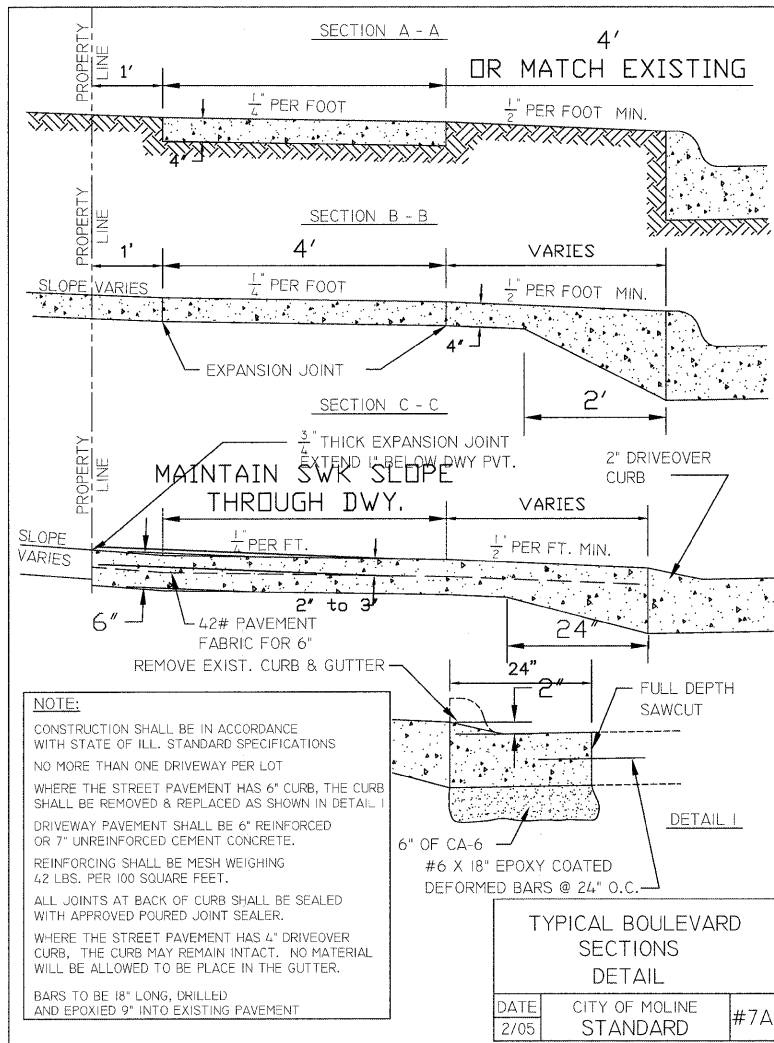 SECTION A - A
PROPERTY LINE
1'
4'
OR MATCH EXISTING
1/4" PER FOOT
1/2" PER FOOT MIN.
4"
SECTION B - B
PROPERTY LINE
1'
4'
VARIES
SLOPE VARIES
1/4" PER FOOT
1/2" PER FOOT MIN.
EXPANSION JOINT
4"
2'
SECTION C - C
PROPERTY LINE
3/4" THICK EXPANSION JOINT
EXTEND 1" BELOW DWY PVT.
2" DRIVEOVER
CURB
MAINTAIN SWK SLOPE
THROUGH DWY.
VARIES
SLOPE
VARIES
1/4" PER FT.
1/2" PER FT. MIN.
6"
2" to 3"
42# PAVEMENT
FABRIC FOR 6"
24"
REMOVE EXIST. CURB & GUTTER
24"
2"
FULL DEPTH
SAWCUT
DETAIL 1
6" OF CA-6
#6 X 18" EPOXY COATED
DEFORMED BARS @ 24" O.C.
NOTE:
CONSTRUCTION SHALL BE IN ACCORDANCE
WITH STATE OF ILL. STANDARD SPECIFICATIONS
NO MORE THAN ONE DRIVEWAY PER LOT
WHERE THE STREET PAVEMENT HAS 6" CURB, THE CURB
SHALL BE REMOVED & REPLACED AS SHOWN IN DETAIL 1
DRIVEWAY PAVEMENT SHALL BE 6" REINFORCED
OR 7" UNREINFORCED CEMENT CONCRETE.
REINFORCING SHALL BE MESH WEIGHING
42 LBS. PER 100 SQUARE FEET.
ALL JOINTS AT BACK OF CURB SHALL BE SEALED
WITH APPROVED POURED JOINT SEALER.
WHERE THE STREET PAVEMENT HAS 4" DRIVEOVER
CURB, THE CURB MAY REMAIN INTACT. NO MATERIAL
WILL BE ALLOWED TO BE PLACE IN THE GUTTER.
BARS TO BE 18" LONG, DRILLED
AND EPOXIED 9" INTO EXISTING PAVEMENT
TYPICAL BOULEVARD
SECTIONS
DETAIL
DATE
2/05
CITY OF MOLINE
STANDARD
#7A